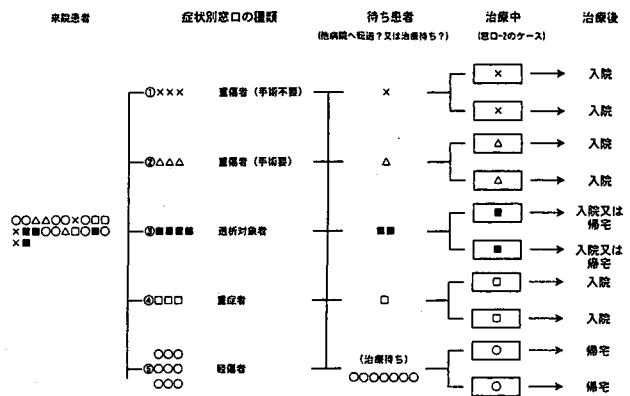 来院患者
症状別窓口の種類
待ち患者
(他病院へ転送?又は治療待ち?)
治療中
(窓口-2のケース)
治療後
①×××
重傷者(手術不要)
×
×
入院
×
入院
②△△△
重傷者(手術要)
△
△
入院
△
入院
○○△△○○×○□□
×■■○○△□○■○
×■
③■■■■
透析対象者
■■
■
入院又は
帰宅
■
入院又は
帰宅
④□□□
重症者
□
□
入院
□
入院
○○○
⑤○○○
○○○
軽傷者
(治療待ち)
○○○○○○○
○
帰宅
○
帰宅